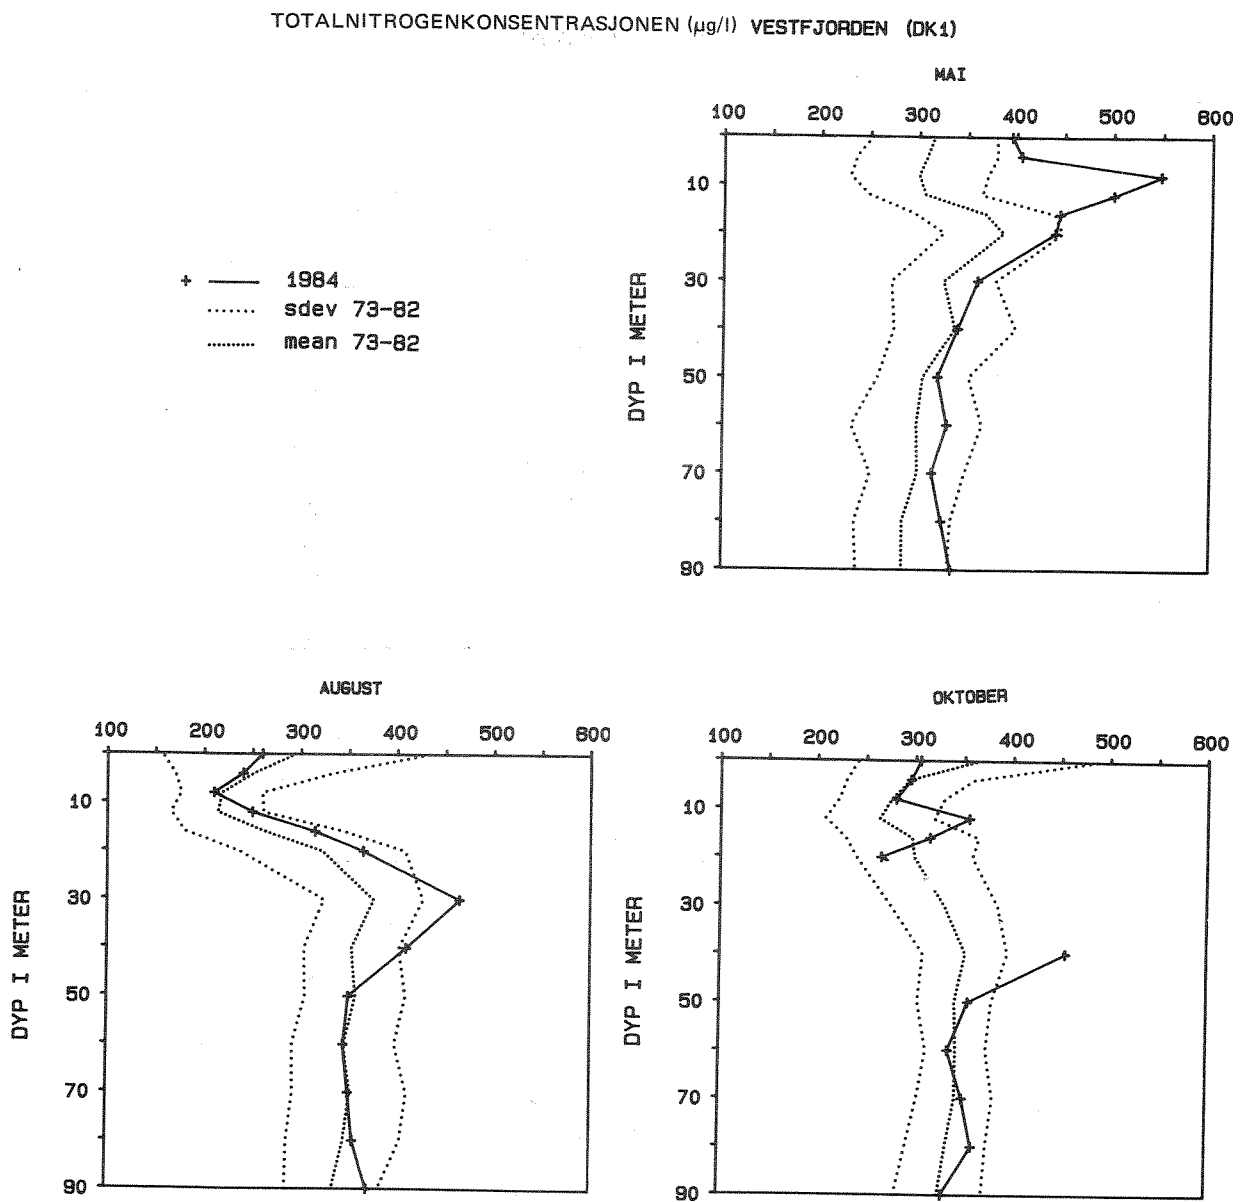 TOTALNITROGENKONSENTRASJONEN (µg/l) VESTFJORDEN (DK1)
MAI
100 200 300 400 500 600
10
30
50
70
90
DYP I METER
+ 1984
sdev 73-82
mean 73-82
AUGUST
100 200 300 400 500 600
10
30
50
70
90
DYP I METER
OKTOBER
100 200 300 400 500 600
10
30
50
70
90
DYP I METER